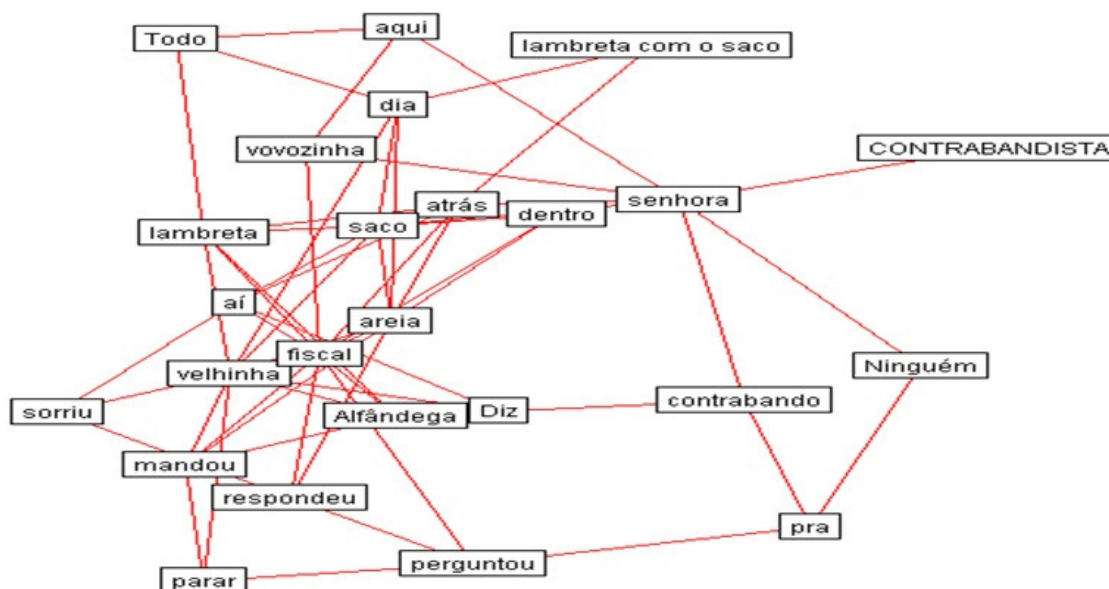 Todo
aqui
lambreta com o saco
dia
vovozinha
CONTRABANDISTA
atrás
senhora
dentro
saco
lambreta
aí
areia
fiscal
velhinha
Ninguém
sorriu
contrabando
Diz
Alfândega
mandou
respondeu
pra
perguntou
parar